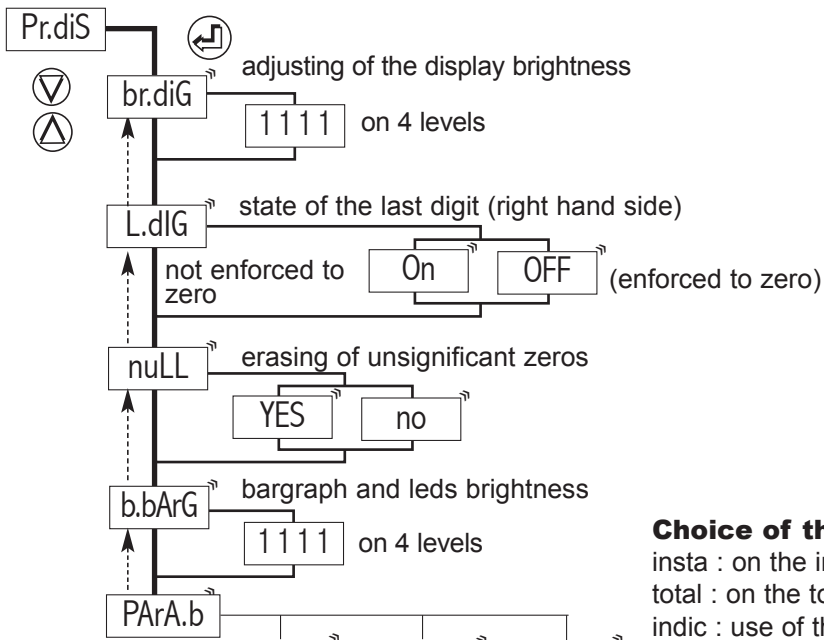 Pr.diS
adjusting of the display brightness
br.diG
1111 on 4 levels
state of the last digit (right hand side)
L.dIG
not enforced to
zero
On
OFF
(enforced to zero)
nuLL
erasing of unsignificant zeros
YES
no
b.bArG
bargraph and leds brightness
1111 on 4 levels
PArA.b
Choice of th
insta : on the i
total : on the to
indic : use of th